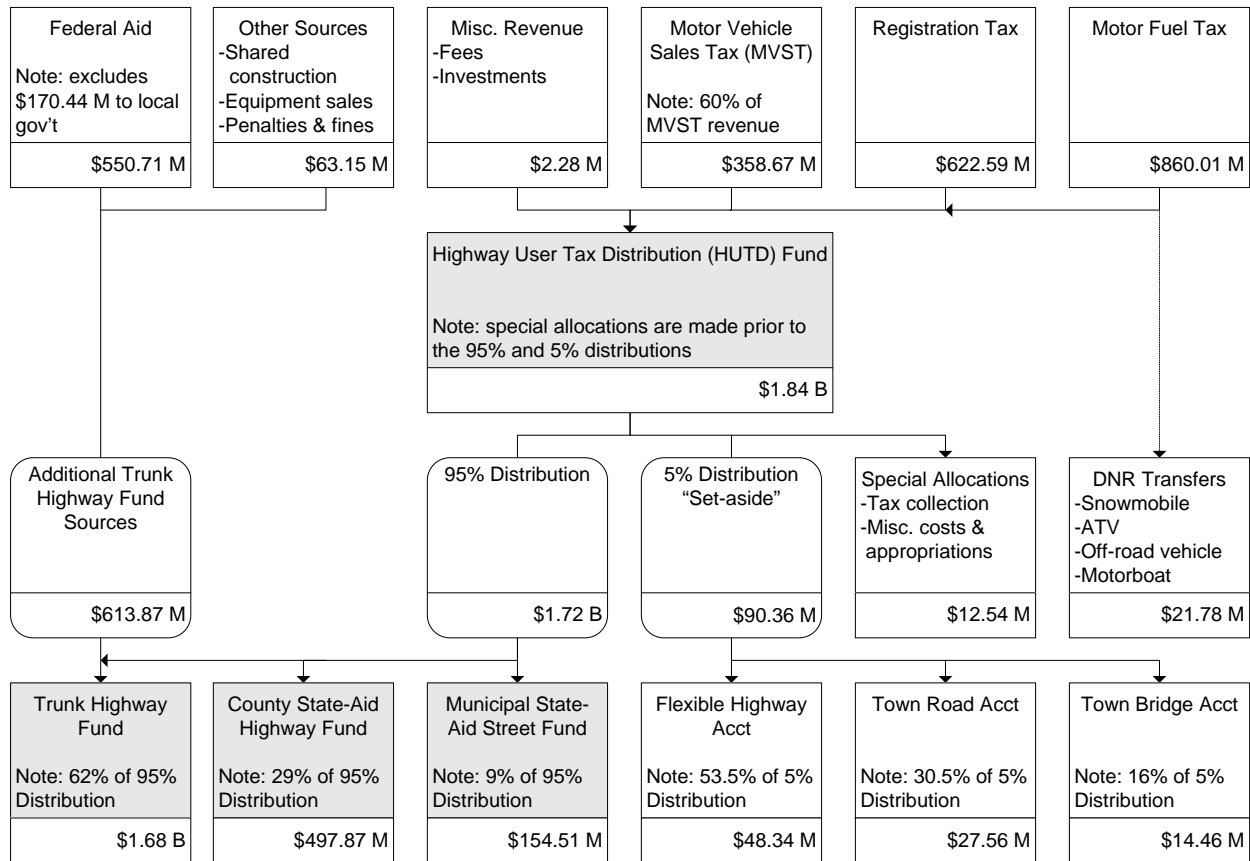 Federal Aid
Note: excludes
$170.44 M to local
gov’t
$550.71 M
Other Sources
-Shared
construction
-Equipment sales
-Penalties & fines
$63.15 M
Misc. Revenue
-Fees
-Investments
$2.28 M
Motor Vehicle
Sales Tax (MVST)
Note: 60% of
MVST revenue
$358.67 M
Registration Tax
$622.59 M
Motor Fuel Tax
$860.01 M
Highway User Tax Distribution (HUTD) Fund
Note: special allocations are made prior to
the 95% and 5% distributions
$1.84 B
Additional Trunk
Highway Fund
Sources
$613.87 M
95% Distribution
$1.72 B
5% Distribution
“Set-aside”
$90.36 M
Special Allocations
-Tax collection
-Misc. costs &
appropriations
$12.54 M
DNR Transfers
-Snowmobile
-ATV
-Off-road vehicle
-Motorboat
$21.78 M
Trunk Highway
Fund
Note: 62% of 95%
Distribution
$1.68 B
County State-Aid
Highway Fund
Note: 29% of 95%
Distribution
$497.87 M
Municipal State-
Aid Street Fund
Note: 9% of 95%
Distribution
$154.51 M
Flexible Highway
Acct
Note: 53.5% of 5%
Distribution
$48.34 M
Town Road Acct
Note: 30.5% of 5%
Distribution
$27.56 M
Town Bridge Acct
Note: 16% of 5%
Distribution
$14.46 M